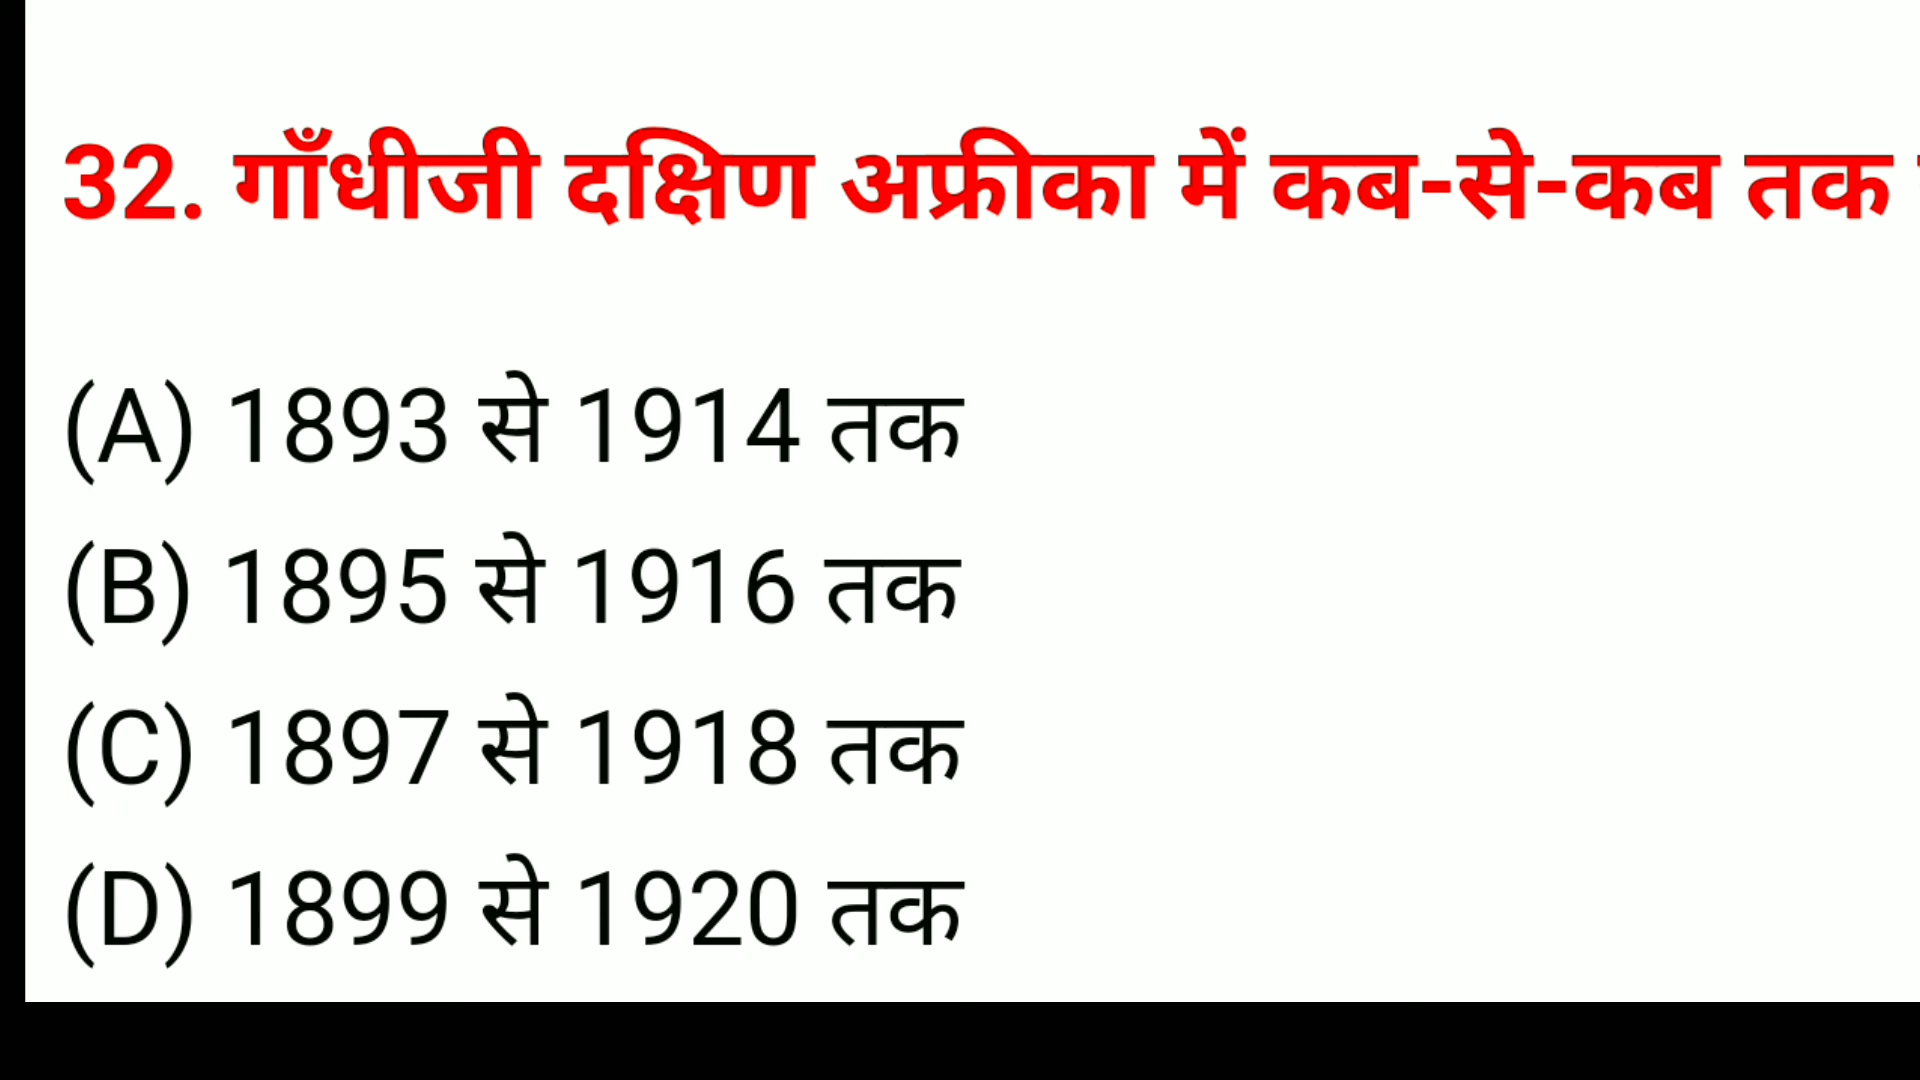 32. गाँधीजी दक्षिण अफ्रीका में कब-से-कब तक
(A) 1893 से 1914 तक
(B) 1895 से 1916 तक
(C) 1897 से 1918 तक
(D) 1899 से 1920 तक